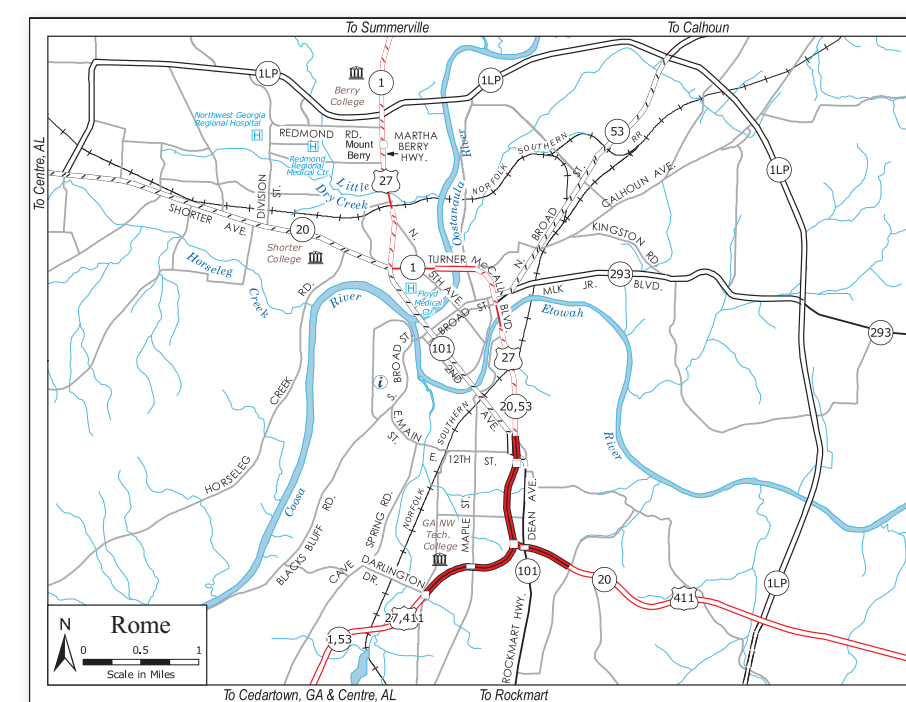 To Summerville
To Calhoun
1LP
1
1LP
Berry
College
Northwest Georgia
Regional Hospital
H
REDMOND RD.
H
Mount
Berry
MARTHA
BERRY
HWY.
Redmond
Regional
Medical Ctr.
53
RR
NORFOLK SOUTHERN
River
Oostanaula
To Centre, AL
27
Little
Dry Creek
1LP
CALHOUN AVE.
DIVISION
ST.
SHORTER AVE.
20
Shorter
College
N. BROAD ST.
KINGSTON
RD
N.
5TH AVE.
TURNER McCALL
BLVD.
1
293
MLK JR. BLVD.
Horseleg
Creek
H
Floyd
Medical
Ctr.
BROAD ST.
River
Etowah
293
101
2ND
AVE.
27
HORSELEG CREEK RD.
i
S. BROAD ST.
20,53
E.MAIN
ST.
SOUTHERN
NORFOLK
River
E. 12TH ST.
Coosa
BLACKS BLUFF RD.
CAVE SPRING RD.
MAPLE ST.
DEAN AVE.
GA NW
Tech.
College
DARLINGTON
DR.
101
20
411
1LP
27,411
1,53
ROCKMART HWY.
N
Rome
0 0.5 1
Scale in Miles
To Cedartown, GA & Centre, AL
To Rockmart